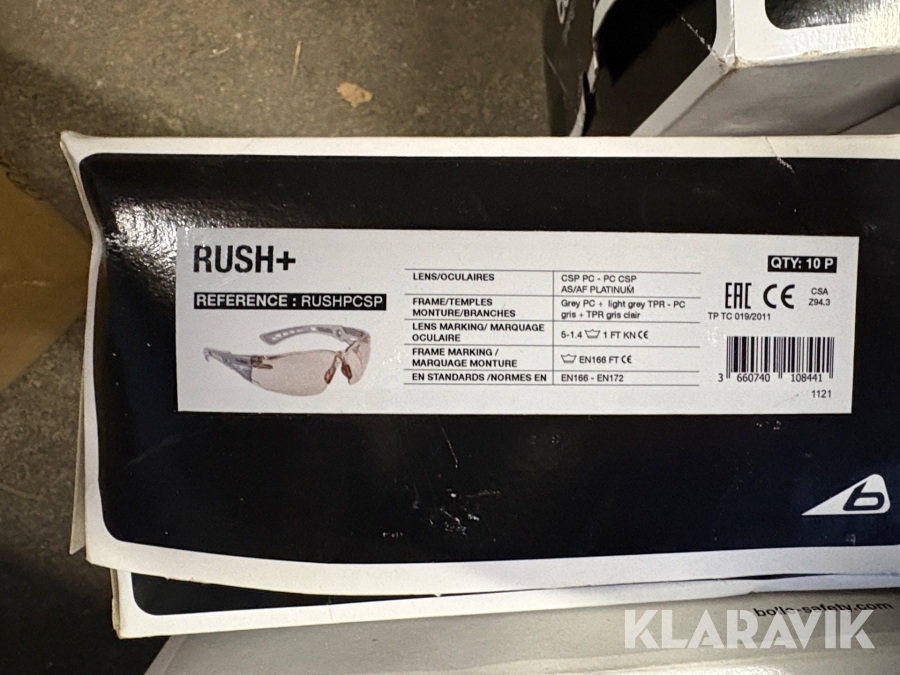 RUSH+
REFERENCE : RUSHPCSP
LENS/OCULAIRES
CSP PC - PC CSP
AS/AF PLATINUM
FRAME/TEMPLES
MONTURE/BRANCHES
Grey PC + light grey TPR - PC
gris + TPR gris clair
LENS MARKING/ MARQUAGE
OCULAIRE
5-1.4 1 FT KN CE
FRAME MARKING /
MARQUAGE MONTURE
EN166 FT CE
EN STANDARDS /NORMES EN
EN166 - EN172
QTY: 10 P
EAC CE
CSA
Z94.3
TP TC 019/2011
3 660740 108441
1121
b
bolle-safety.com
KLARAVIK